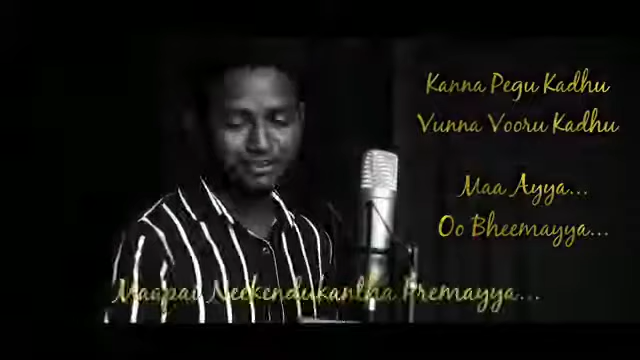 Kanna Pegu Kadhu
Vunna Vooru Kadhu
Maa Ayya...
Oo Bheemayya...
Maapai Neekendukantha Premayya...